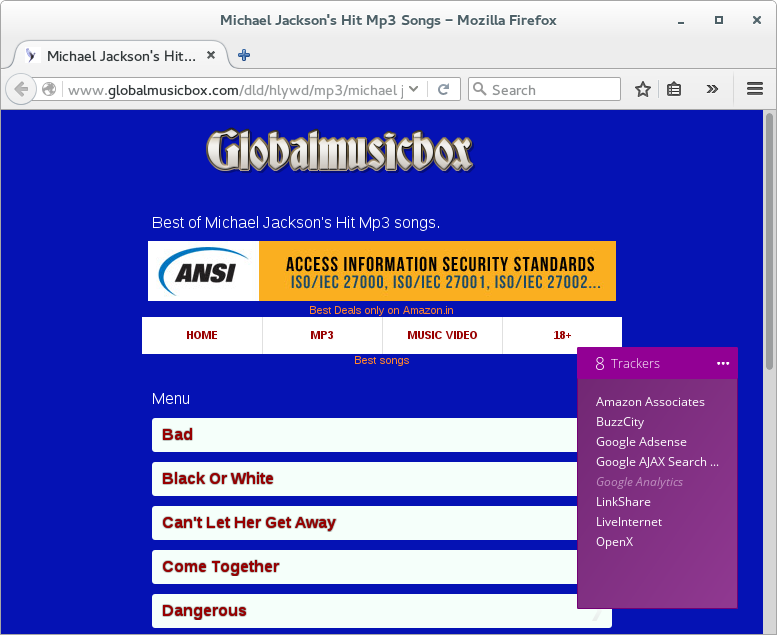 Michael Jackson's Hit Mp3 Songs - Mozilla Firefox
Michael Jackson's Hit...
www.globalmusicbox.com/dld/hlywd/mp3/michael j
Search
Globalmusicbox
Best of Michael Jackson's Hit Mp3 songs.
ANSI
ACCESS INFORMATION SECURITY STANDARDS
ISO/IEC 27000, ISO/IEC 27001, ISO/IEC 27002...
Best Deals only on Amazon.in
HOME MP3 MUSIC VIDEO 18+
Best songs
8 Trackers
Amazon Associates
BuzzCity
Google Adsense
Google AJAX Search ...
Google Analytics
LinkShare
LiveInternet
OpenX
Menu
Bad
Black Or White
Can't Let Her Get Away
Come Together
Dangerous